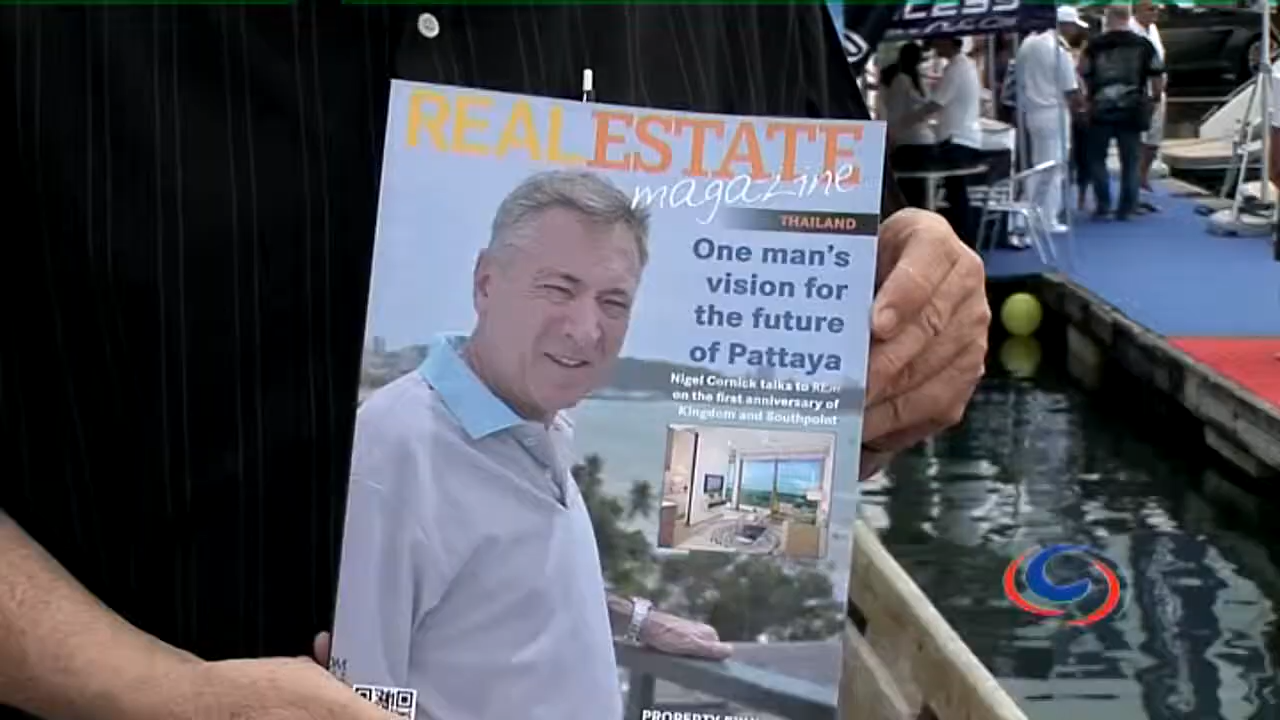 REAL ESTATE
magazine
THAILAND
One man's
vision for
the future
of Pattaya
Nigel Cornick talks to REM
on the first anniversary of
Kingdom and Southpoint
PROPERTY